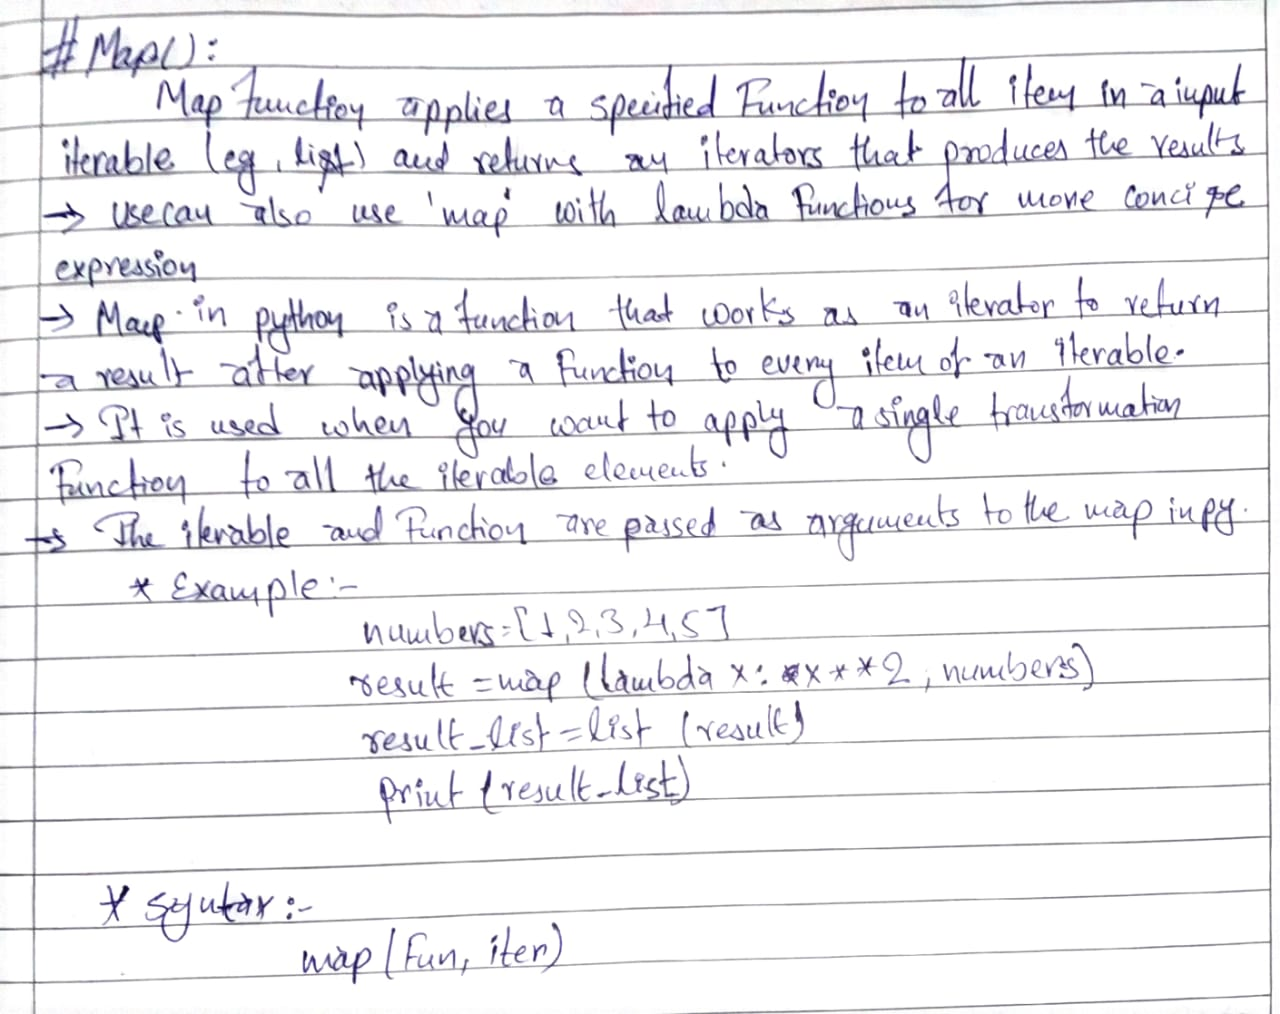 # Map():
Map function applies a specified Function to all item in a input
iterable (eg, list) and returns an iterators that produces the results
→ Use can also use 'map' with lambda Functions for more concise
expression
→ Map in python is a function that works as an iterator to return
a result after applying a Function to every item of an iterable.
→ It is used when you want to apply a single transformation
Function to all the iterable elements.
→ The iterable and Function are passed as arguments to the map in py.
* Example:-
numbers=[1,2,3,4,5]
result = map (lambda x: x**2, numbers)
result_list = list (result)
print (result_list)
* Syntax:-
map (Fun, iter)